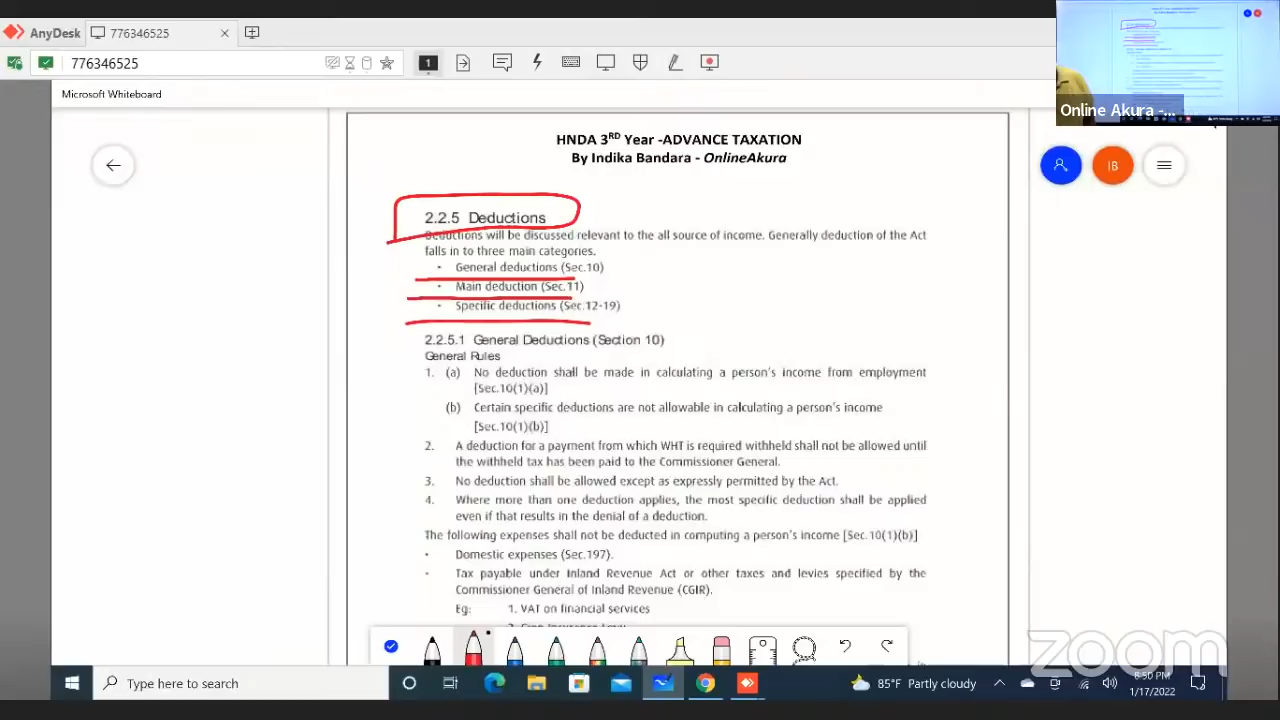 AnyDesk
776346525
776346525
1
Microsoft Whiteboard
Online Akura -...
HNDA 3RD Year -ADVANCE TAXATION
By Indika Bandara - OnlineAkura
IB
2.2.5 Deductions
Deductions will be discussed relevant to the all source of income. Generally deduction of the Act
falls in to three main categories.
• General deductions (Sec.10)
• Main deduction (Sec.11)
• Specific deductions (Sec.12-19)
2.2.5.1 General Deductions (Section 10)
General Rules
1. (a) No deduction shall be made in calculating a person's income from employment
[Sec.10(1)(a)]
(b) Certain specific deductions are not allowable in calculating a person's income
[Sec.10(1)(b)]
2. A deduction for a payment from which WHT is required withheld shall not be allowed until
the withheld tax has been paid to the Commissioner General.
3. No deduction shall be allowed except as expressly permitted by the Act.
4. Where more than one deduction applies, the most specific deduction shall be applied
even if that results in the denial of a deduction.
The following expenses shall not be deducted in computing a person's income [Sec.10(1)(b)]
• Domestic expenses (Sec.197).
• Tax payable under Inland Revenue Act or other taxes and levies specified by the
Commissioner General of Inland Revenue (CGIR).
Eg: 1. VAT on financial services
2. Crop Insurance Levy
zoom
Type here to search
85°F Partly cloudy
8:50 PM
1/17/2022